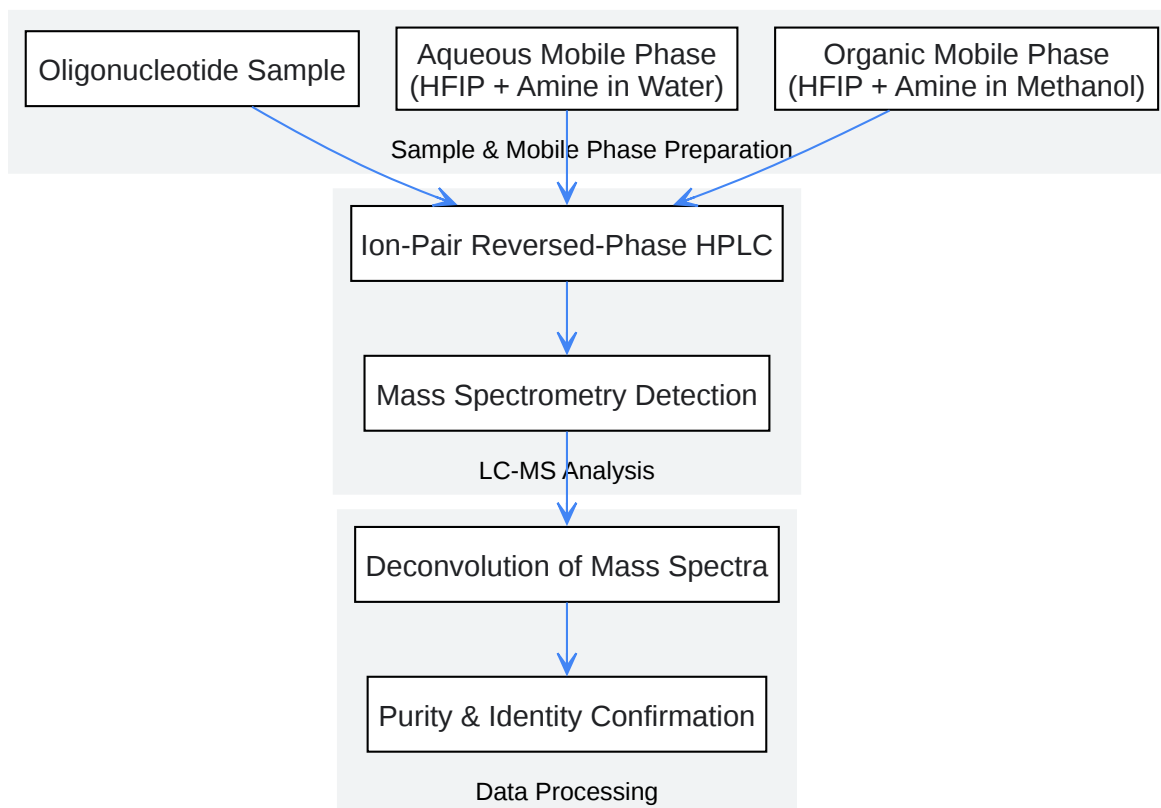 Oligonucleotide Sample
Aqueous Mobile Phase
(HFIP + Amine in Water)
Organic Mobile Phase
(HFIP + Amine in Methanol)
Sample & Mobile Phase Preparation
Ion-Pair Reversed-Phase HPLC
Mass Spectrometry Detection
LC-MS Analysis
Deconvolution of Mass Spectra
Purity & Identity Confirmation
Data Processing